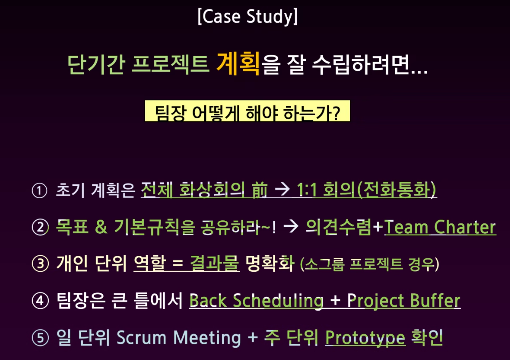 [Case Study]
단기간 프로젝트 계획을 잘 수립하려면...
팀장 어떻게 해야 하는가?
① 초기 계획은 전체 화상회의 前 → 1:1 회의(전화통화)
② 목표 & 기본규칙을 공유하라~! → 의견수렴+Team Charter
③ 개인 단위 역할 = 결과물 명확화 (소그룹 프로젝트 경우)
④ 팀장은 큰 틀에서 Back Scheduling + Project Buffer
⑤ 일 단위 Scrum Meeting + 주 단위 Prototype 확인